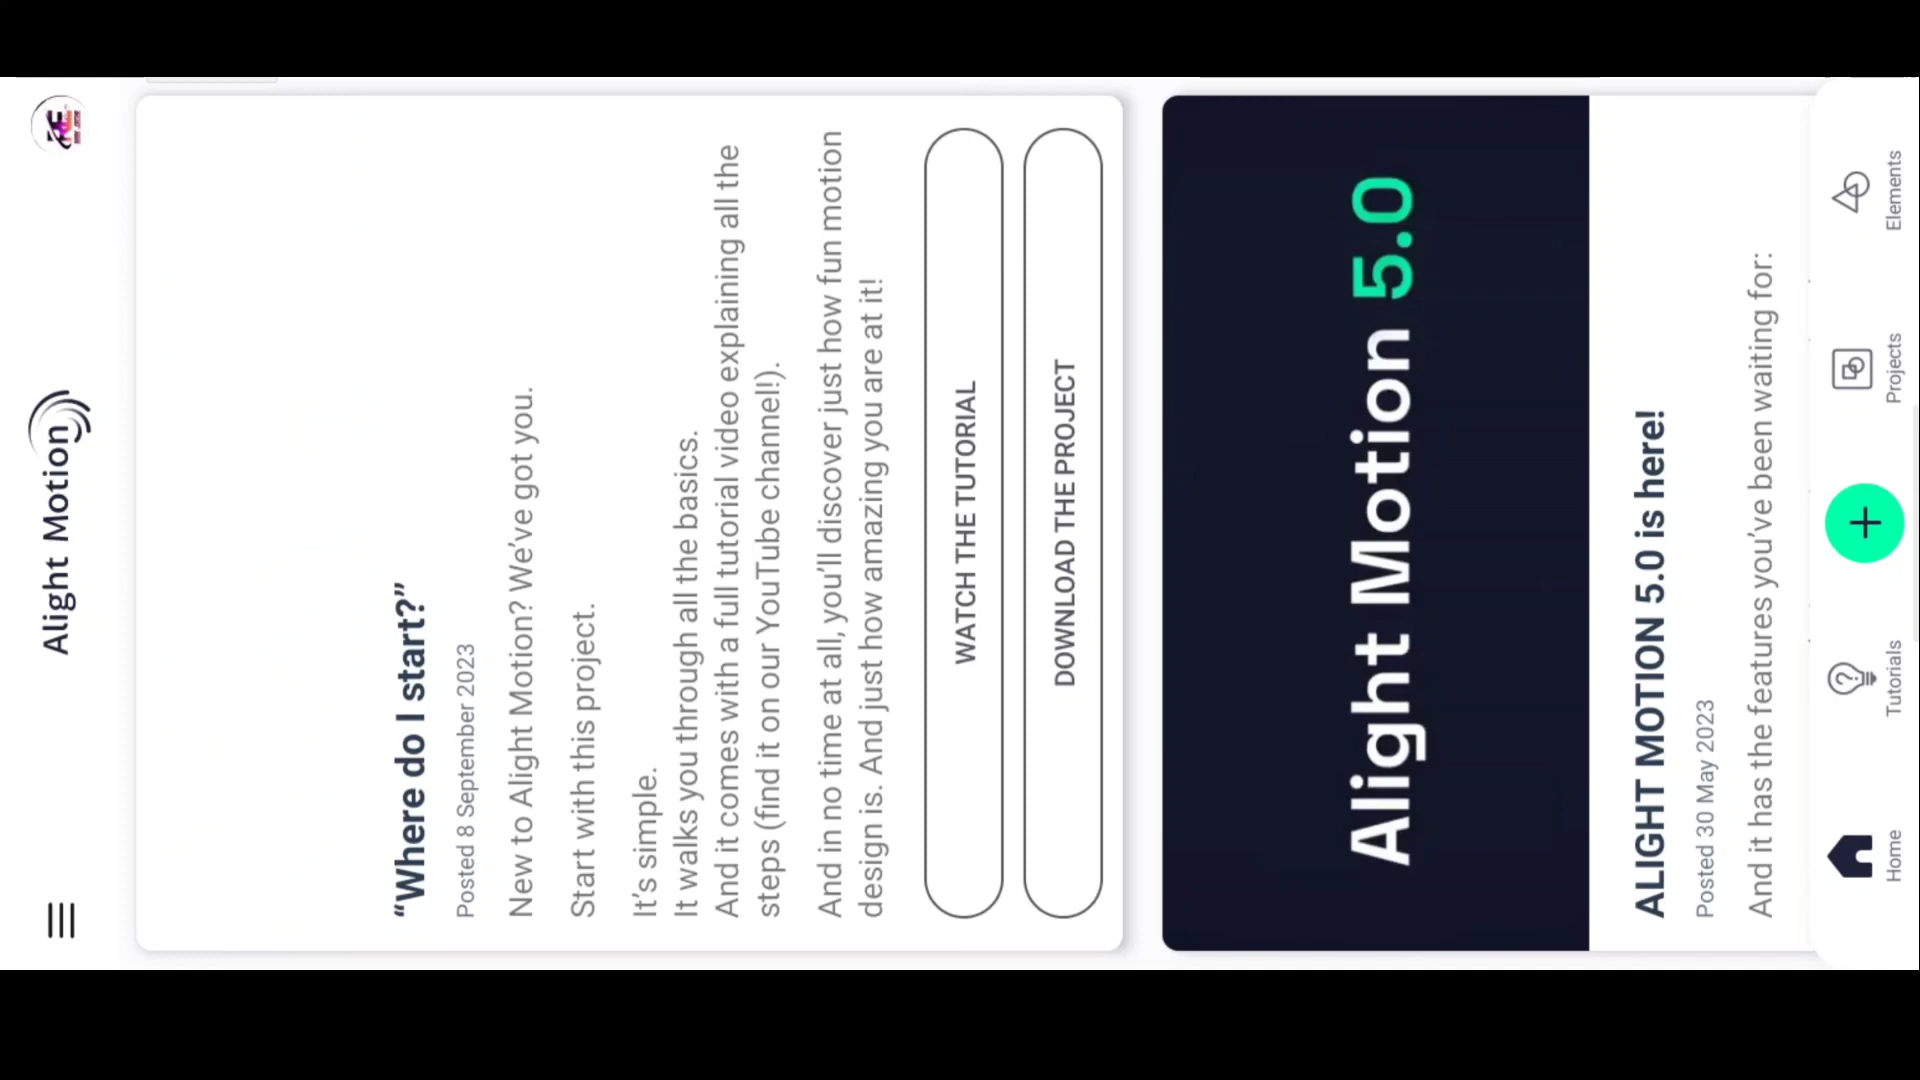 Alight Motion
“Where do I start?”
Posted 8 September 2023
New to Alight Motion? We’ve got you.
Start with this project.
It’s simple.
It walks you through all the basics.
And it comes with a full tutorial video explaining all the
steps (find it on our YouTube channel!).
And in no time at all, you’ll discover just how fun motion
design is. And just how amazing you are at it!
WATCH THE TUTORIAL
DOWNLOAD THE PROJECT
Alight Motion 5.0
ALIGHT MOTION 5.0 is here!
Posted 30 May 2023
And it has the features you’ve been waiting for:
Home
Tutorials
Projects
Elements